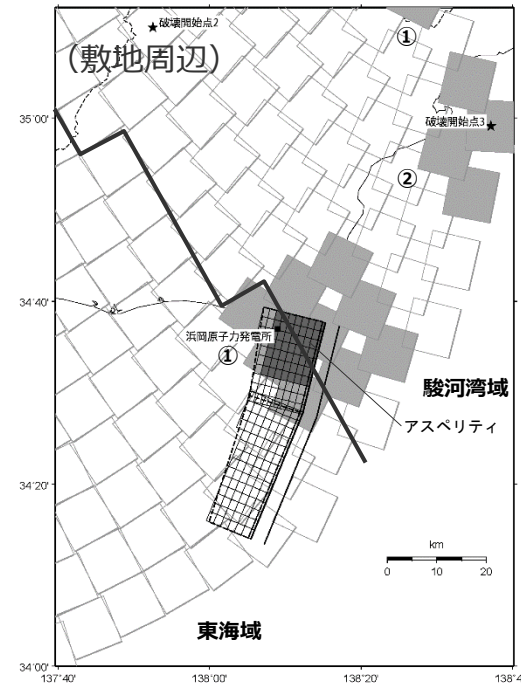 ★破壊開始点2
（敷地周辺）
①
35°00'
破壊開始点3★
②
34°40'
浜岡原子力発電所
①
駿河湾域
アスペリティ
34°20'
km
0 10 20
東海域
34°00'
137°40' 138°00' 138°20' 138°4